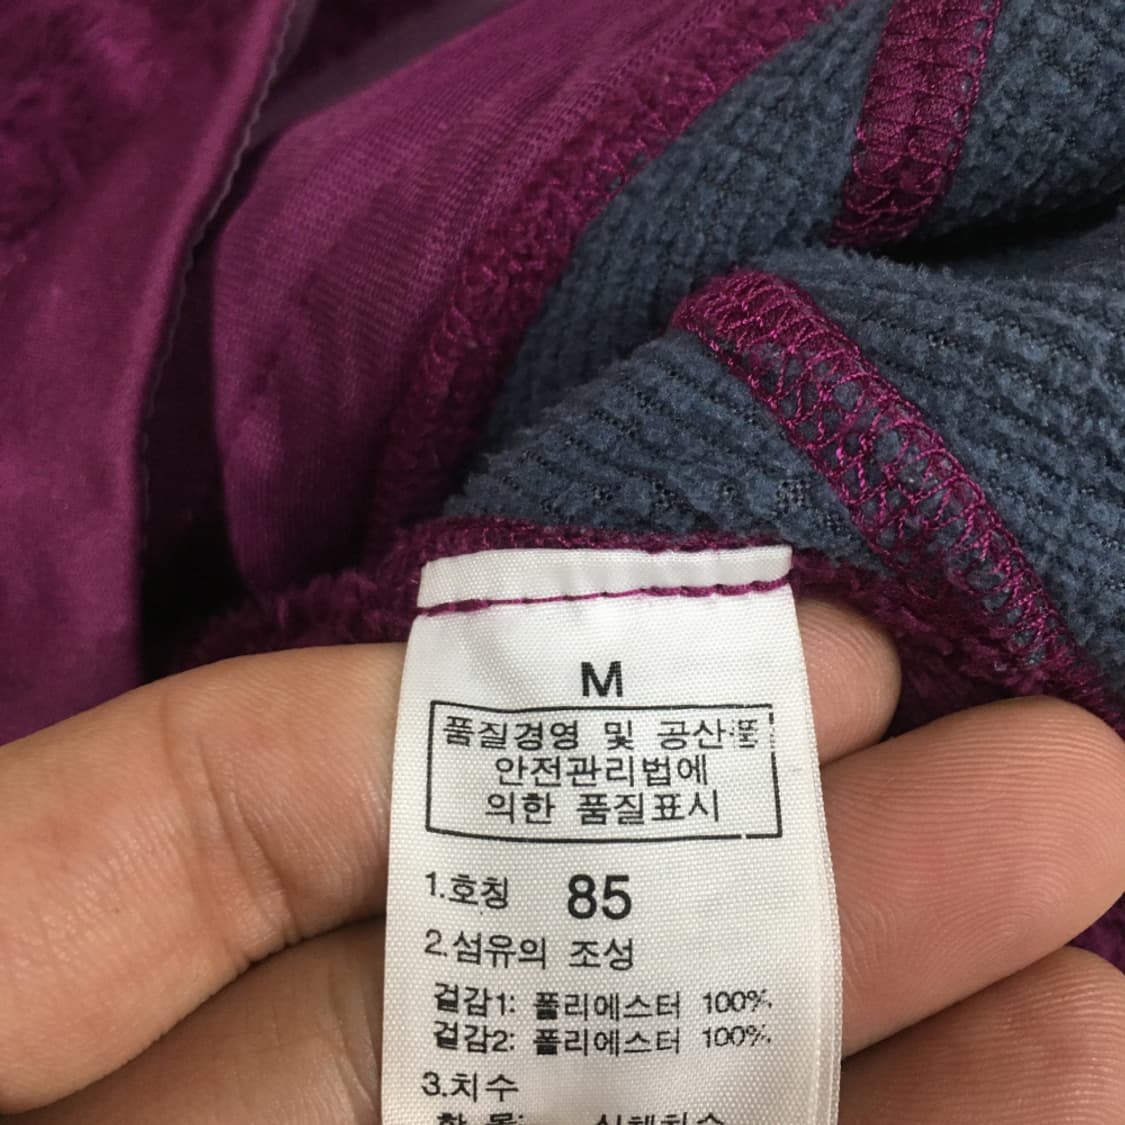 M
품질경영 및 공산품
안전관리법에
의한 품질표시
1.호칭 85
2.섬유의 조성
겉감1: 폴리에스터 100%.
겉감2: 폴리에스터 100%.
3.치수